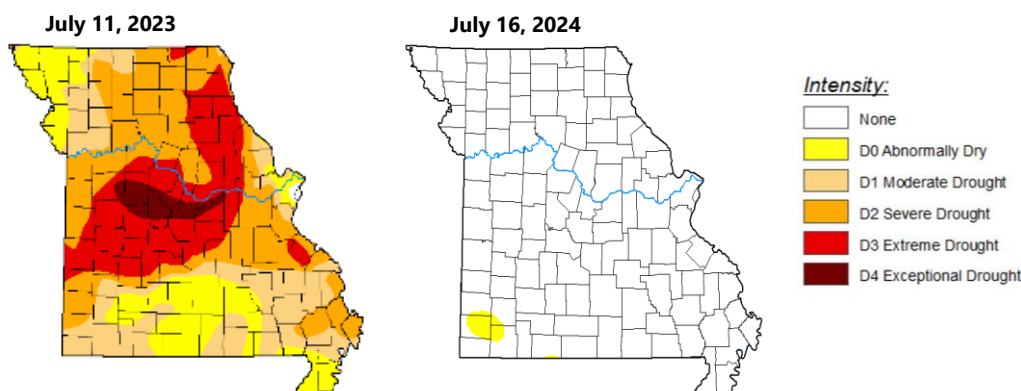 July 11, 2023
July 16, 2024
Intensity:
None
D0 Abnormally Dry
D1 Moderate Drought
D2 Severe Drought
D3 Extreme Drought
D4 Exceptional Drought